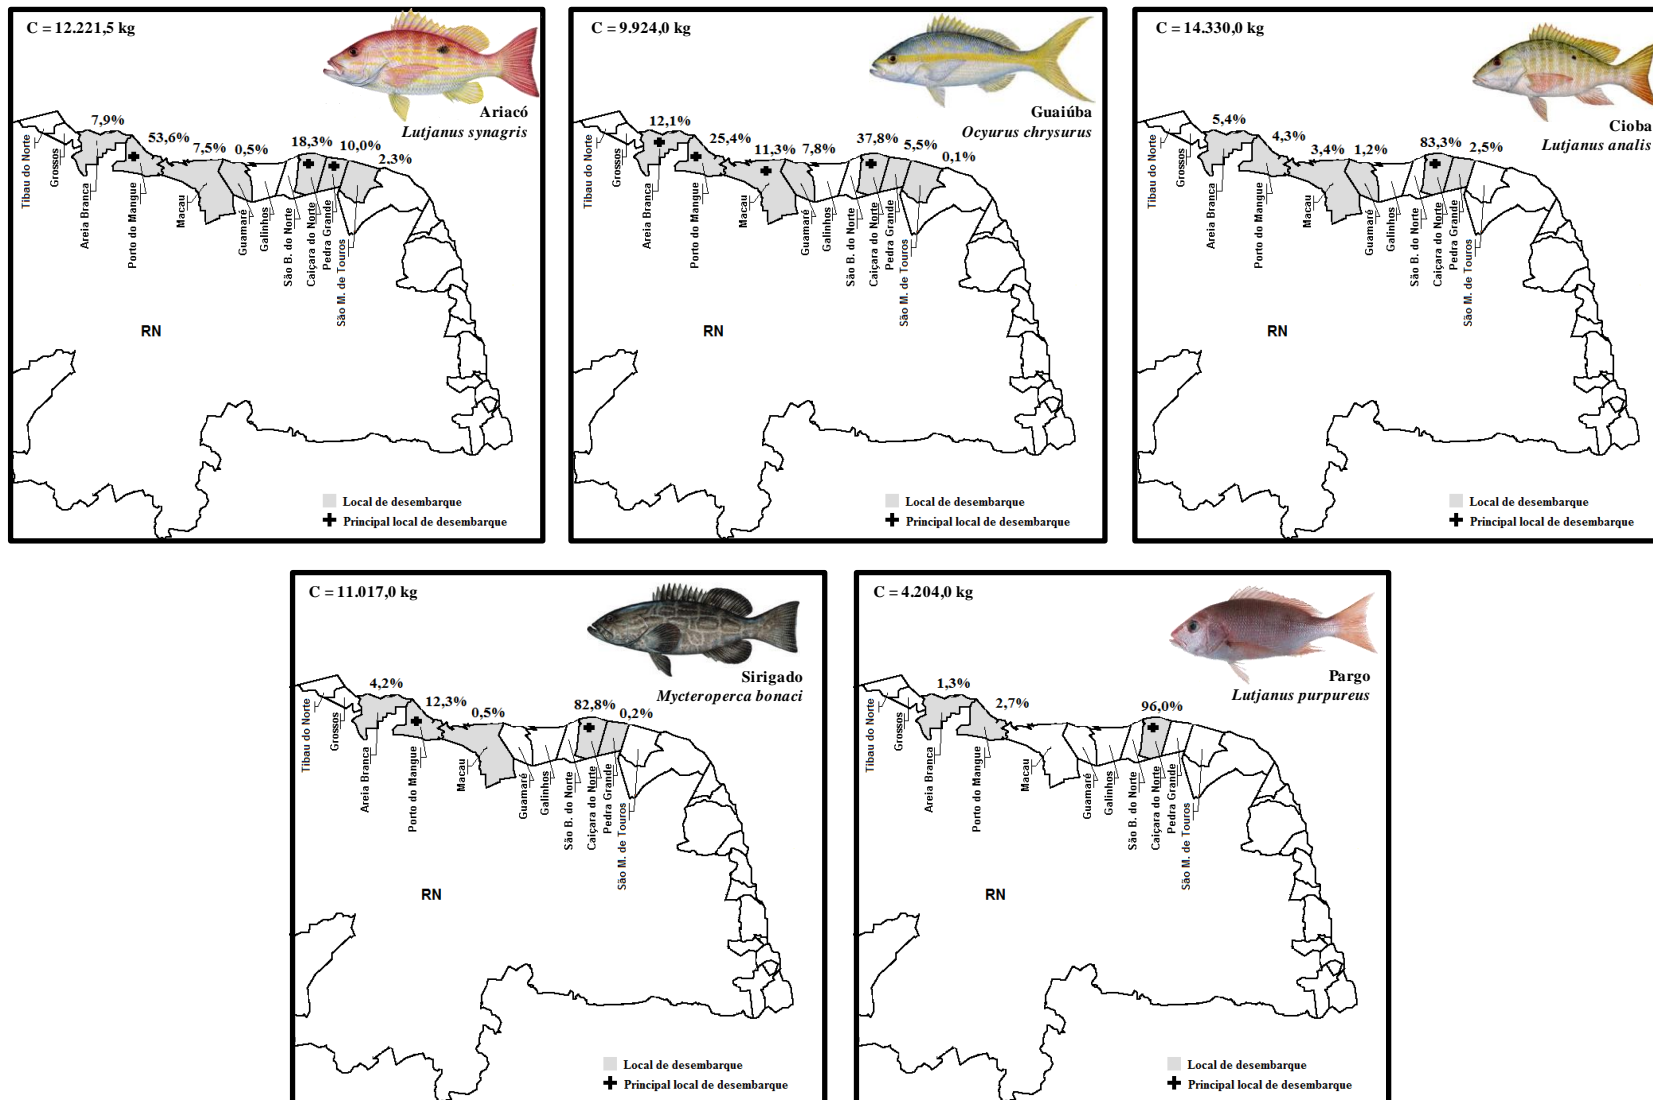 C = 12.221,5 kg
Ariacó
Lutjanus synagris
7,9%
53,6%
7,5%
0,5%
18,3%
10,0%
2,3%
Tibau do Norte
Grossos
Areia Branca
Porto do Mangue
Macau
Guamaré
Galinhos
São B. do Norte
Caiçara do Norte
Pedra Grande
São M. de Touros
RN
Local de desembarque
Principal local de desembarque
C = 9.924,0 kg
Guaiúba
Ocyurus chrysurus
12,1%
25,4%
11,3%
7,8%
37,8%
5,5%
0,1%
Tibau do Norte
Grossos
Areia Branca
Porto do Mangue
Macau
Guamaré
Galinhos
São B. do Norte
Caiçara do Norte
Pedra Grande
São M. de Touros
RN
Local de desembarque
Principal local de desembarque
C = 14.330,0 kg
Cioba
Lutjanus analis
5,4%
4,3%
3,4%
1,2%
83,3%
2,5%
Tibau do Norte
Grossos
Areia Branca
Porto do Mangue
Macau
Guamaré
Galinhos
São B. do Norte
Caiçara do Norte
Pedra Grande
São M. de Touros
RN
Local de desembarque
Principal local de desembarque
C = 11.017,0 kg
Sirigado
Mycteroperca bonaci
4,2%
12,3%
0,5%
82,8%
0,2%
Tibau do Norte
Grossos
Areia Branca
Porto do Mangue
Macau
Guamaré
Galinhos
São B. do Norte
Caiçara do Norte
Pedra Grande
São M. de Touros
RN
Local de desembarque
Principal local de desembarque
C = 4.204,0 kg
Pargo
Lutjanus purpureus
1,3%
2,7%
96,0%
Tibau do Norte
Grossos
Areia Branca
Porto do Mangue
Macau
Guamaré
Galinhos
São B. do Norte
Caiçara do Norte
Pedra Grande
São M. de Touros
RN
Local de desembarque
Principal local de desembarque